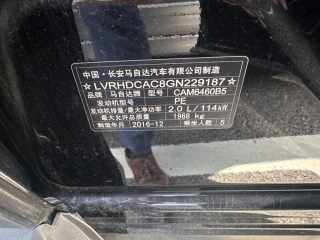 中国·长安马自达汽车有限公司制造
☆LVRHDCAC8GN229187☆
品牌 马自达牌 型号 CAM6460B5
发动机型号 PE
发动机排量/最大净功率 2.0 L/114kW
最大允许总质量 1968 kg
制造年月 2016-12 乘坐人数 5